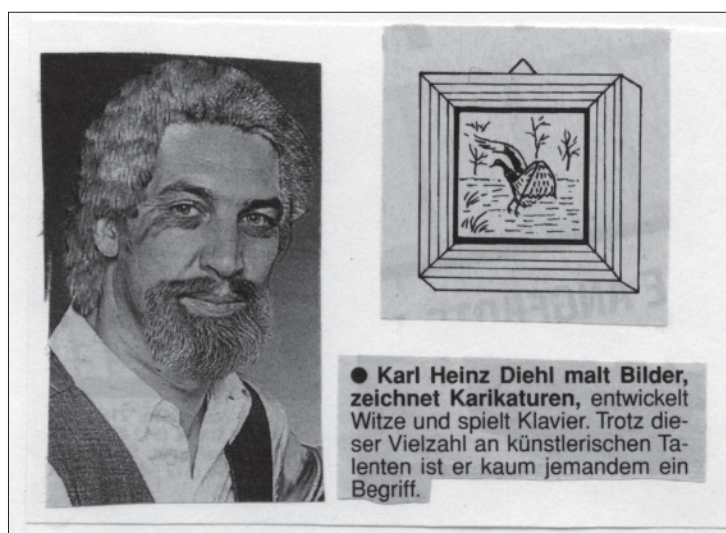 ● Karl Heinz Diehl malt Bilder,
zeichnet Karikaturen, entwickelt
Witze und spielt Klavier. Trotz die-
ser Vielzahl an künstlerischen Ta-
lenten ist er kaum jemandem ein
Begriff.